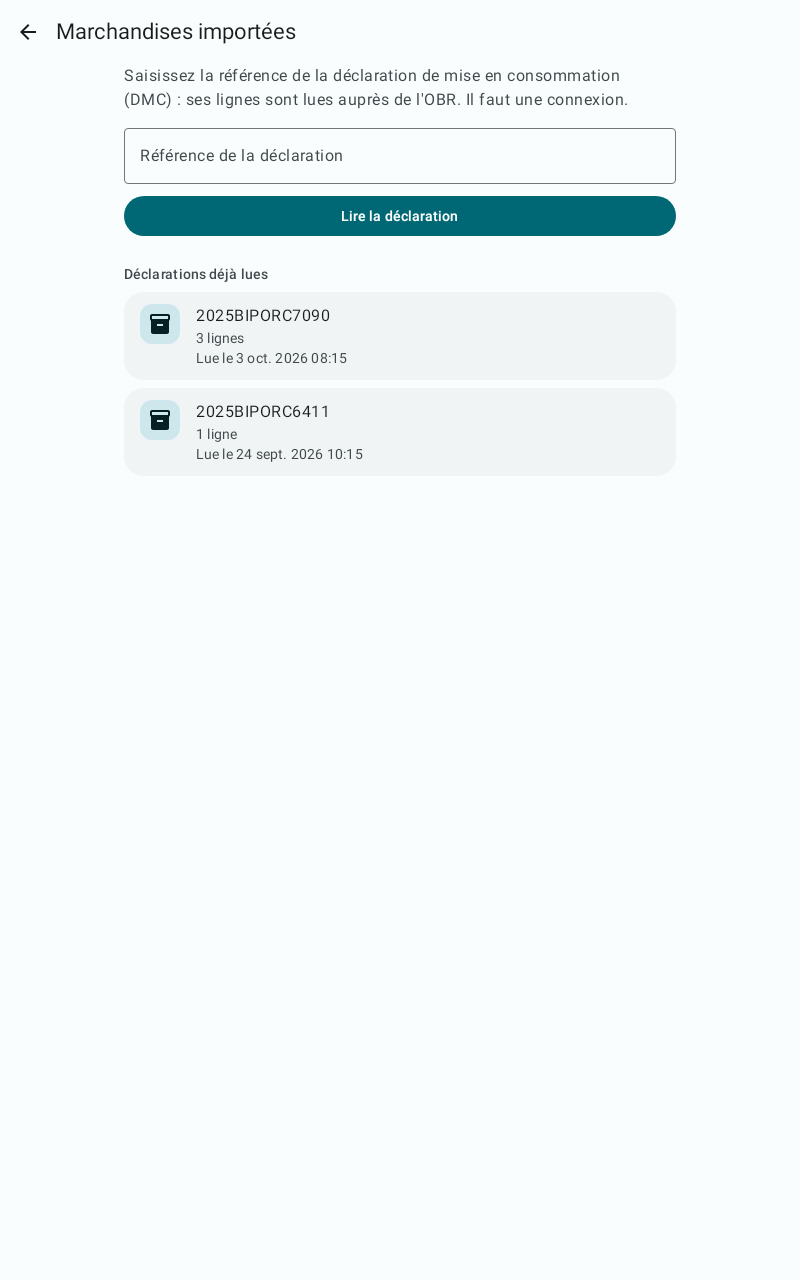 Marchandises importées
Saisissez la référence de la déclaration de mise en consommation
(DMC) : ses lignes sont lues auprès de l'OBR. Il faut une connexion.
Référence de la déclaration
Lire la déclaration
Déclarations déjà lues
2025BIPORC7090
3 lignes
Lue le 3 oct. 2026 08:15
2025BIPORC6411
1 ligne
Lue le 24 sept. 2026 10:15